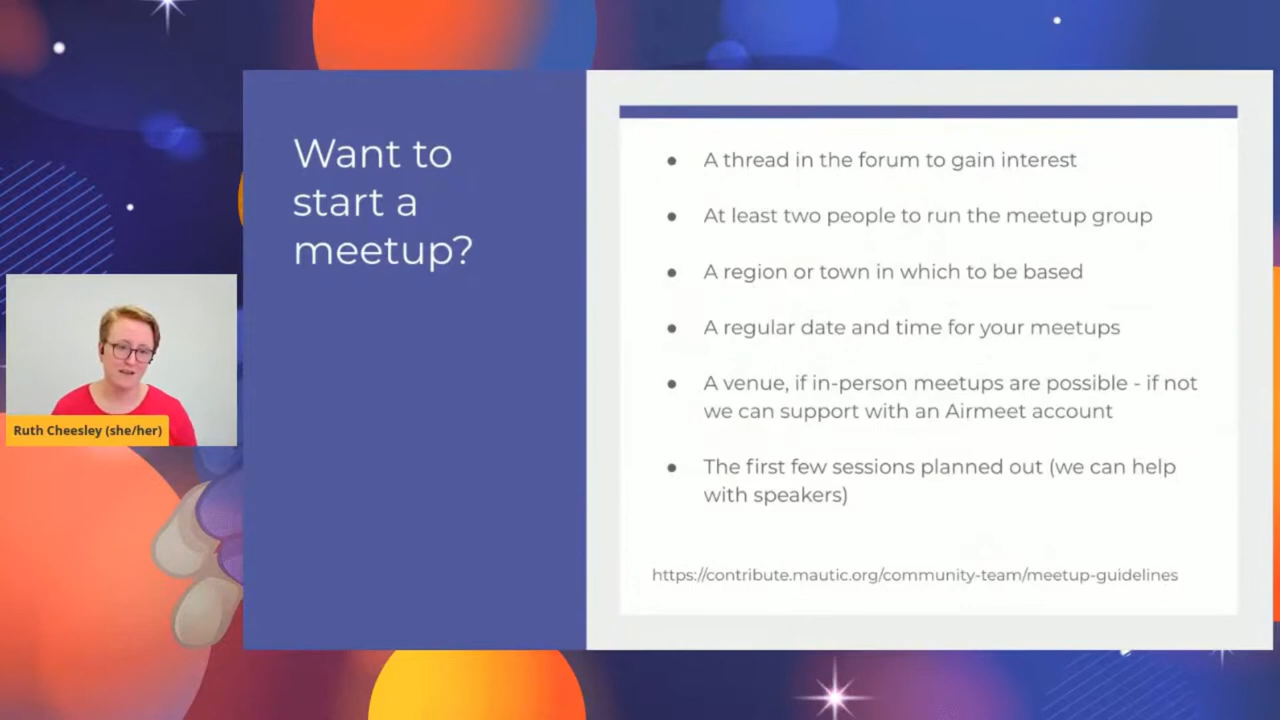 Want to
start a
meetup?
A thread in the forum to gain interest
At least two people to run the meetup group
A region or town in which to be based
A regular date and time for your meetups
A venue, if in-person meetups are possible - if not
we can support with an Airmeet account
The first few sessions planned out (we can help
with speakers)
https://contribute.mautic.org/community-team/meetup-guidelines
Ruth Cheesley (she/her)